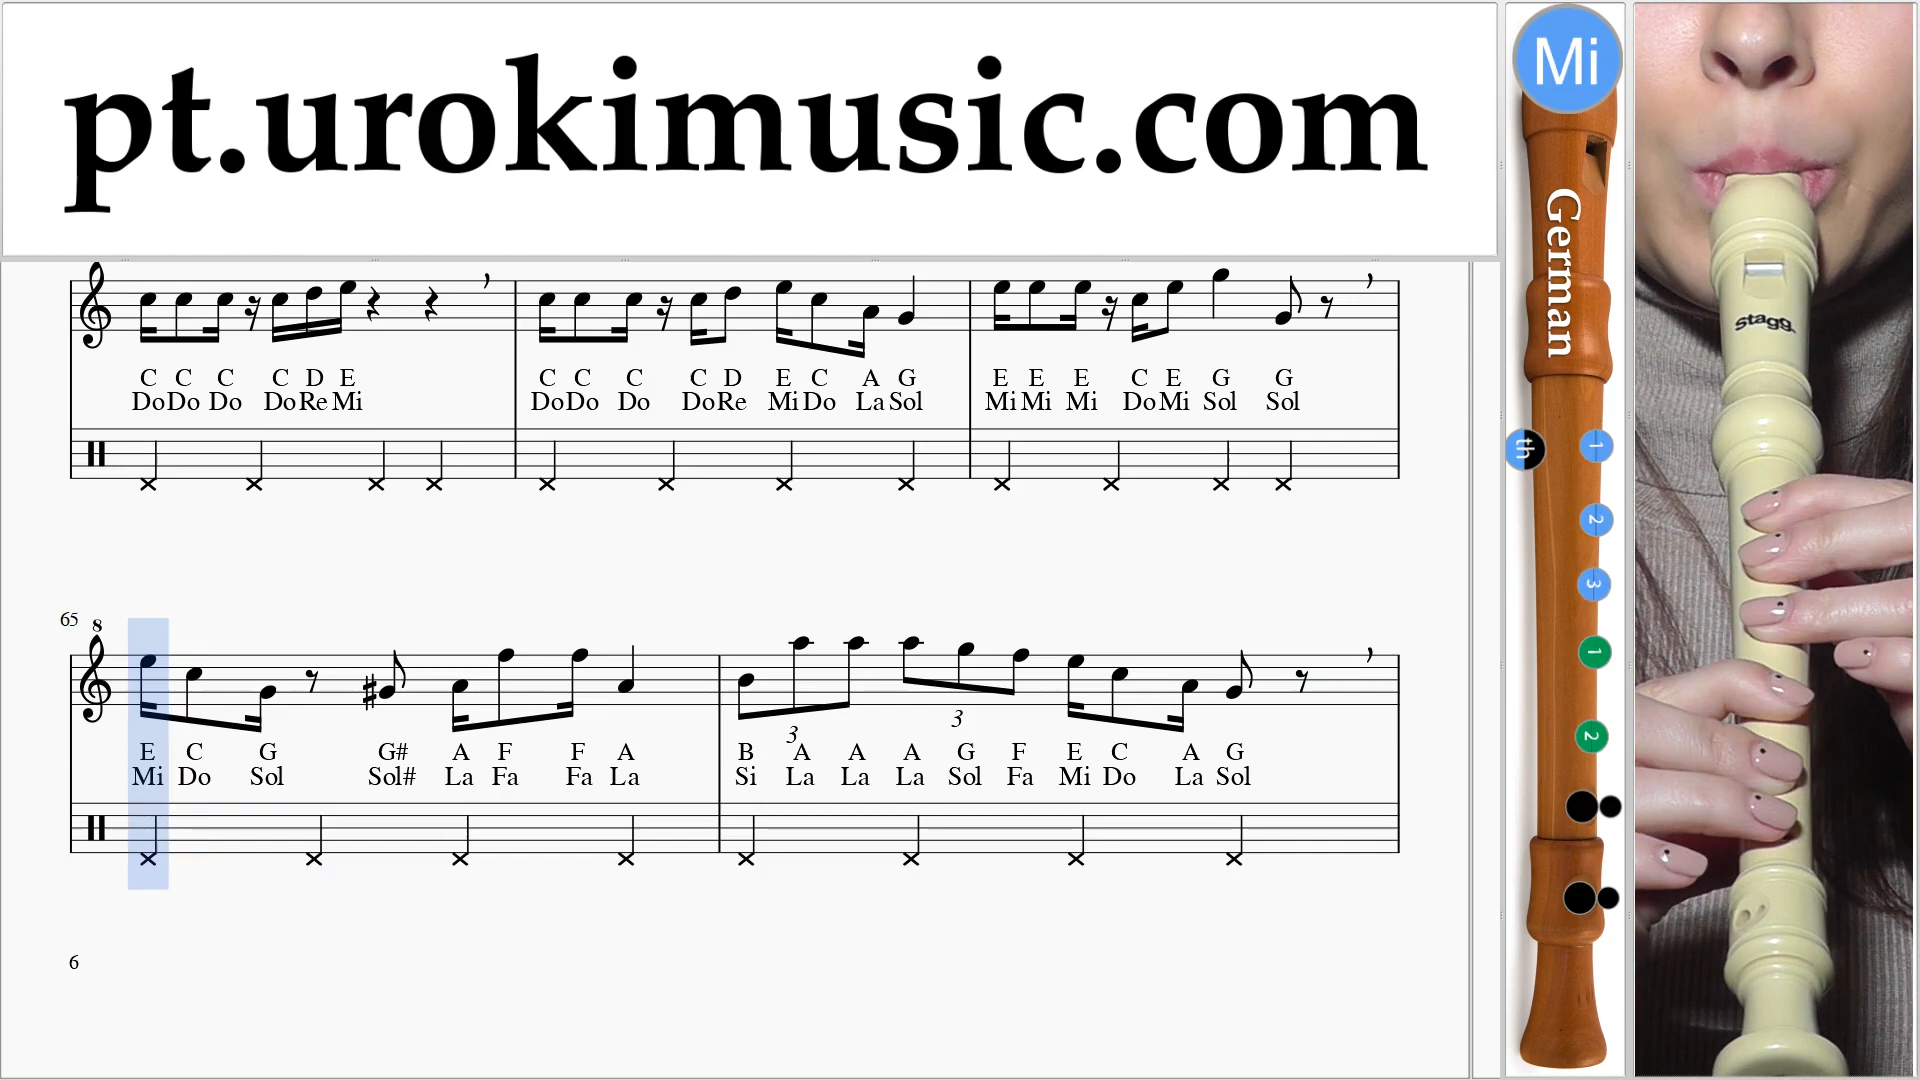 pt.urokimusic.com
C C C C D E C C C C D E C A G E E E C E G G
Do Do Do Do Re Mi Do Do Do Do Re Mi Do La Sol Mi Mi Mi Do Mi Sol Sol
65
8
3 3
E C G G# A F F A B A A A G F E C A G
Mi Do Sol Sol# La Fa Fa La Si La La La Sol Fa Mi Do La Sol
6
Mi
German
th 1
2
3
1
2
Stagg